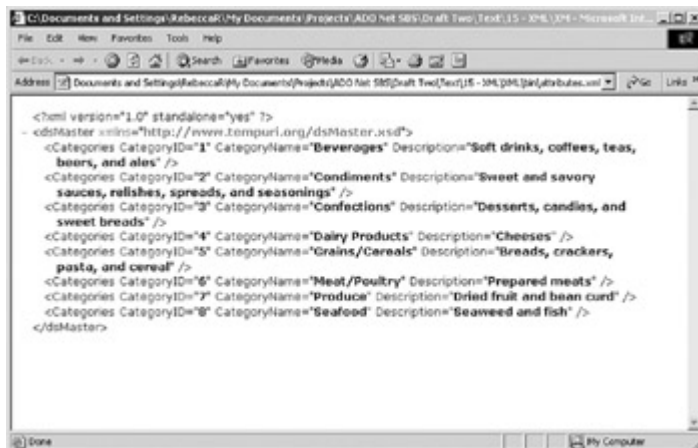 C:\Documents and Settings\RebeccaR\My Documents\Projects\ADO Net SBS\Draft Two\Text\15 - XML\XML - Microsoft Int...
File Edit View Favorites Tools Help
Back Search Favorites Media
Address Documents and Settings\RebeccaR\My Documents\Projects\ADO Net SBS\Draft Two\Text\15 - XML\XML\bin\attributes.xml Go Links »
<?xml version="1.0" standalone="yes" ?>
- <dsMaster xmlns="http://www.tempuri.org/dsMaster.xsd">
<Categories CategoryID="1" CategoryName="Beverages" Description="Soft drinks, coffees, teas,
beers, and ales" />
<Categories CategoryID="2" CategoryName="Condiments" Description="Sweet and savory
sauces, relishes, spreads, and seasonings" />
<Categories CategoryID="3" CategoryName="Confections" Description="Desserts, candies, and
sweet breads" />
<Categories CategoryID="4" CategoryName="Dairy Products" Description="Cheeses" />
<Categories CategoryID="5" CategoryName="Grains/Cereals" Description="Breads, crackers,
pasta, and cereal" />
<Categories CategoryID="6" CategoryName="Meat/Poultry" Description="Prepared meats" />
<Categories CategoryID="7" CategoryName="Produce" Description="Dried fruit and bean curd" />
<Categories CategoryID="8" CategoryName="Seafood" Description="Seaweed and fish" />
</dsMaster>
Done My Computer